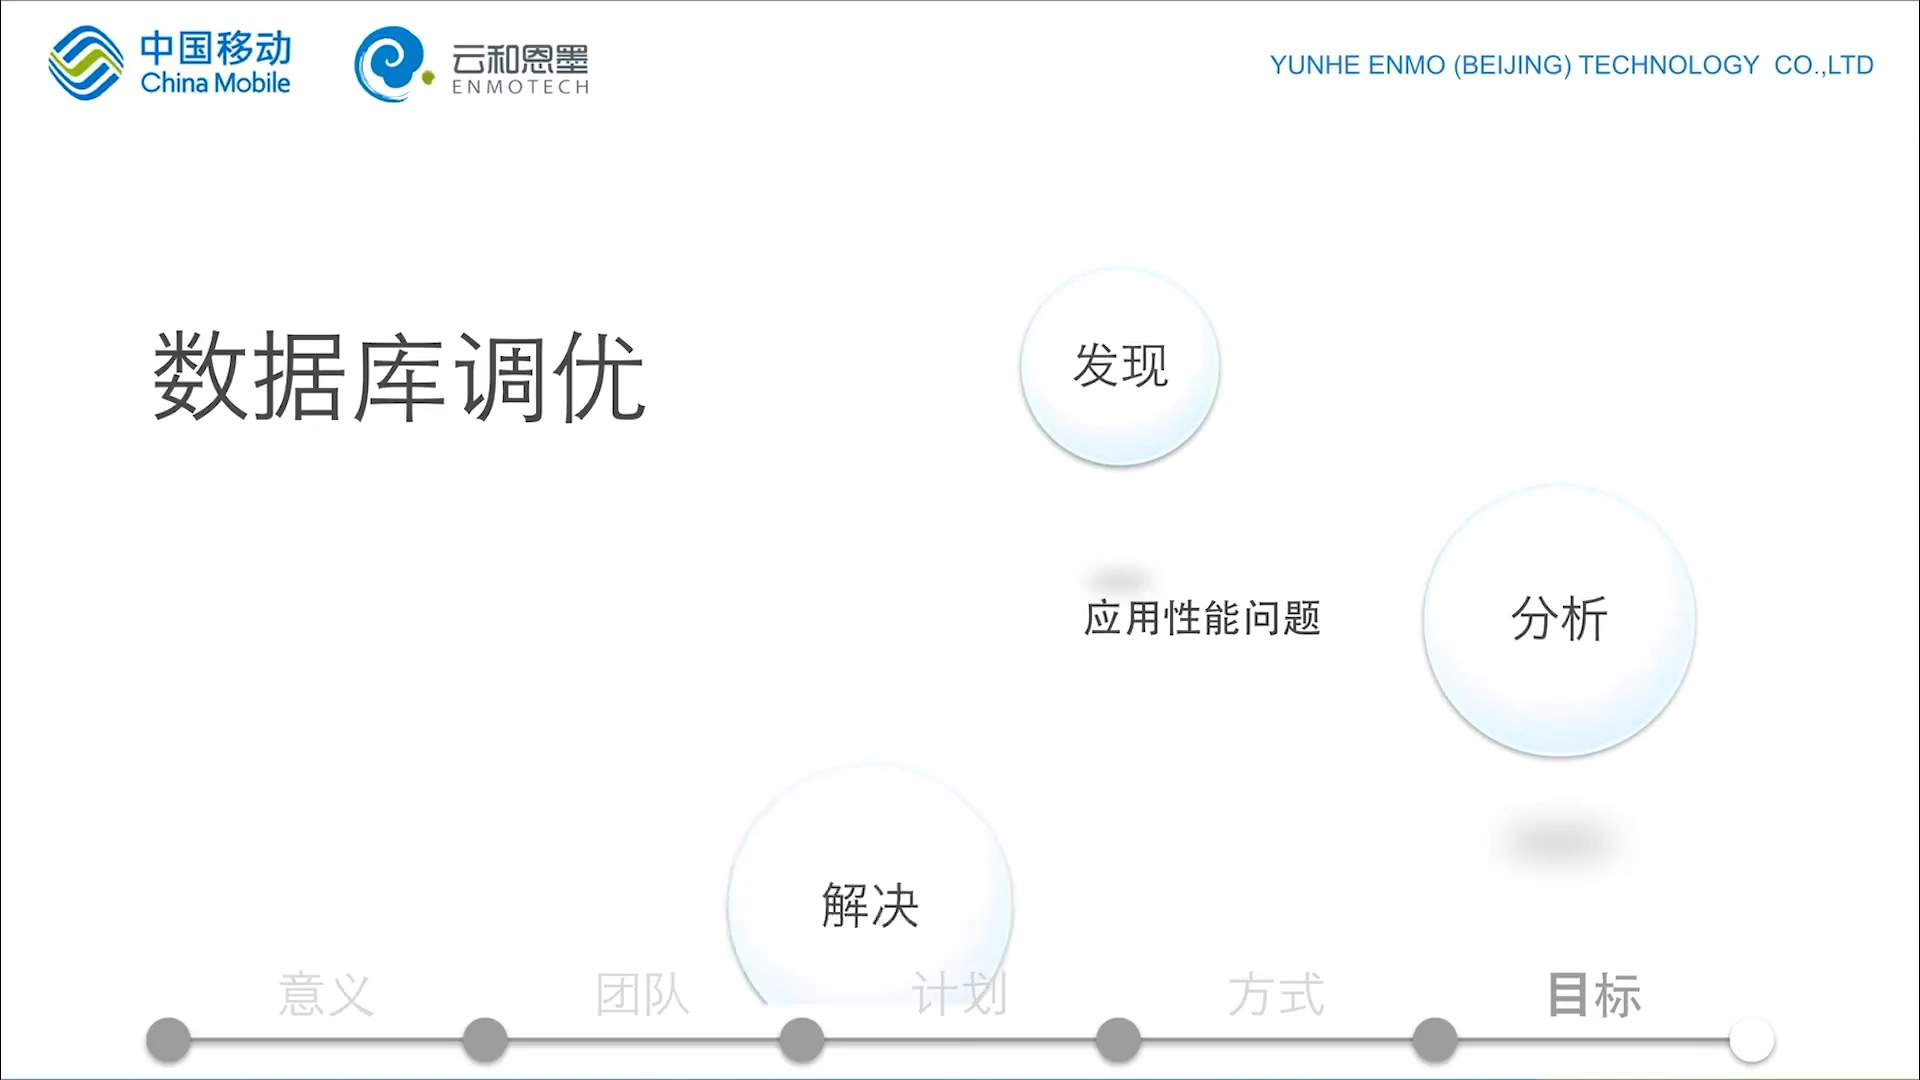 中国移动
China Mobile
云和恩墨
ENMOTECH
YUNHE ENMO (BEIJING) TECHNOLOGY CO.,LTD
数据库调优
发现
应用性能问题
分析
解决
意义
团队
计划
方式
目标